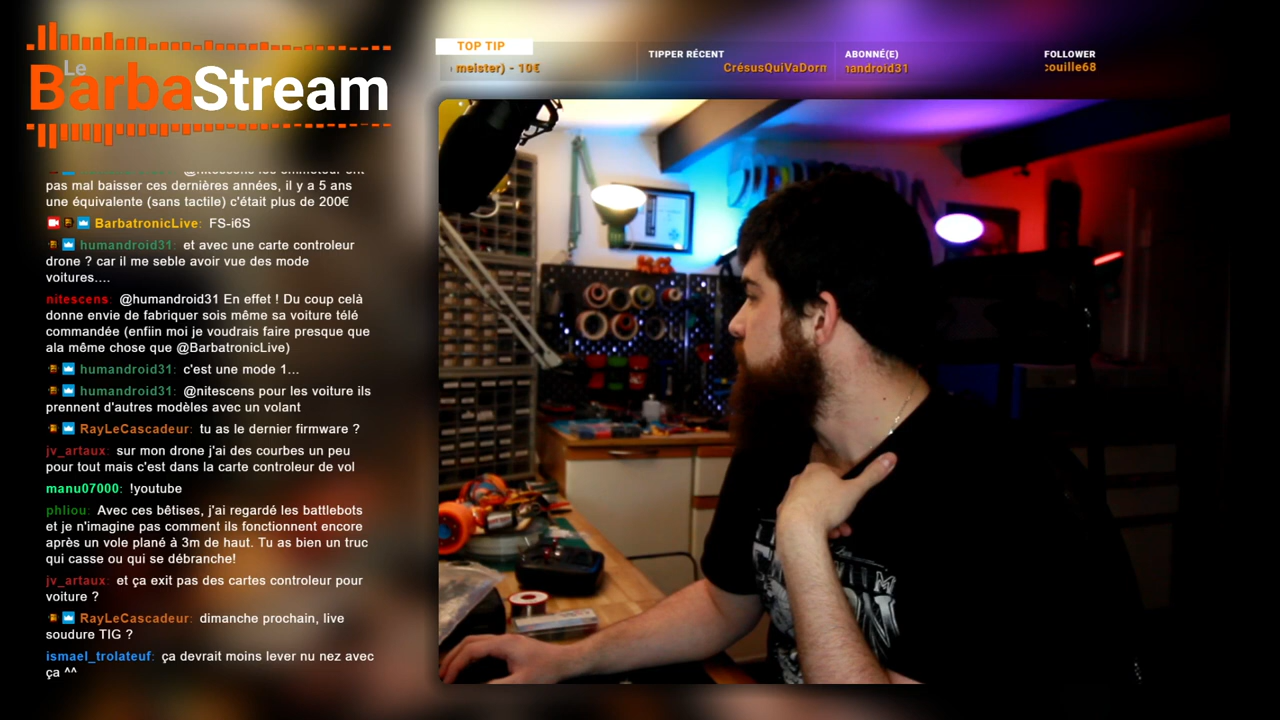 Le
BarbaStream
TOP TIP
meister) - 10€
TIPPER RÉCENT
CrésusQuiVaDorn
ABONNÉ(E)
nandroid31
FOLLOWER
couille68
pas mal baisser ces dernières années, il y a 5 ans
une équivalente (sans tactile) c'était plus de 200€
BarbatronicLive: FS-i6S
humandroid31: et avec une carte controleur
drone ? car il me seble avoir vue des mode
voitures....
nitescens: @humandroid31 En effet ! Du coup celà
donne envie de fabriquer sois même sa voiture télé
commandée (enfiin moi je voudrais faire presque que
ala même chose que @BarbatronicLive)
humandroid31: c'est une mode 1...
humandroid31: @nitescens pour les voiture ils
prennent d'autres modèles avec un volant
RayLeCascadeur: tu as le dernier firmware ?
jv_artaux: sur mon drone j'ai des courbes un peu
pour tout mais c'est dans la carte controleur de vol
manu07000: !youtube
phliou: Avec ces bêtises, j'ai regardé les battlebots
et je n'imagine pas comment ils fonctionnent encore
après un vole plané à 3m de haut. Tu as bien un truc
qui casse ou qui se débranche!
jv_artaux: et ça exit pas des cartes controleur pour
voiture ?
RayLeCascadeur: dimanche prochain, live
soudure TIG ?
ismael_trolateuf: ça devrait moins lever nu nez avec
ça ^^